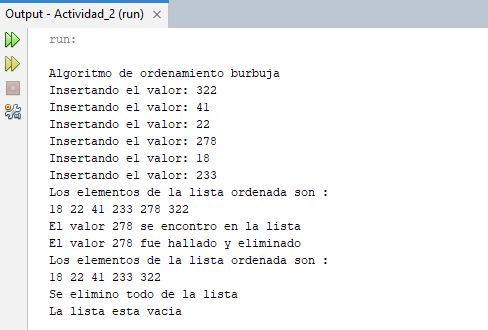 Output - Actividad_2 (run)
run:
Algoritmo de ordenamiento burbuja
Insertando el valor: 322
Insertando el valor: 41
Insertando el valor: 22
Insertando el valor: 278
Insertando el valor: 18
Insertando el valor: 233
Los elementos de la lista ordenada son :
18 22 41 233 278 322
El valor 278 se encontro en la lista
El valor 278 fue hallado y eliminado
Los elementos de la lista ordenada son :
18 22 41 233 322
Se elimino todo de la lista
La lista esta vacia